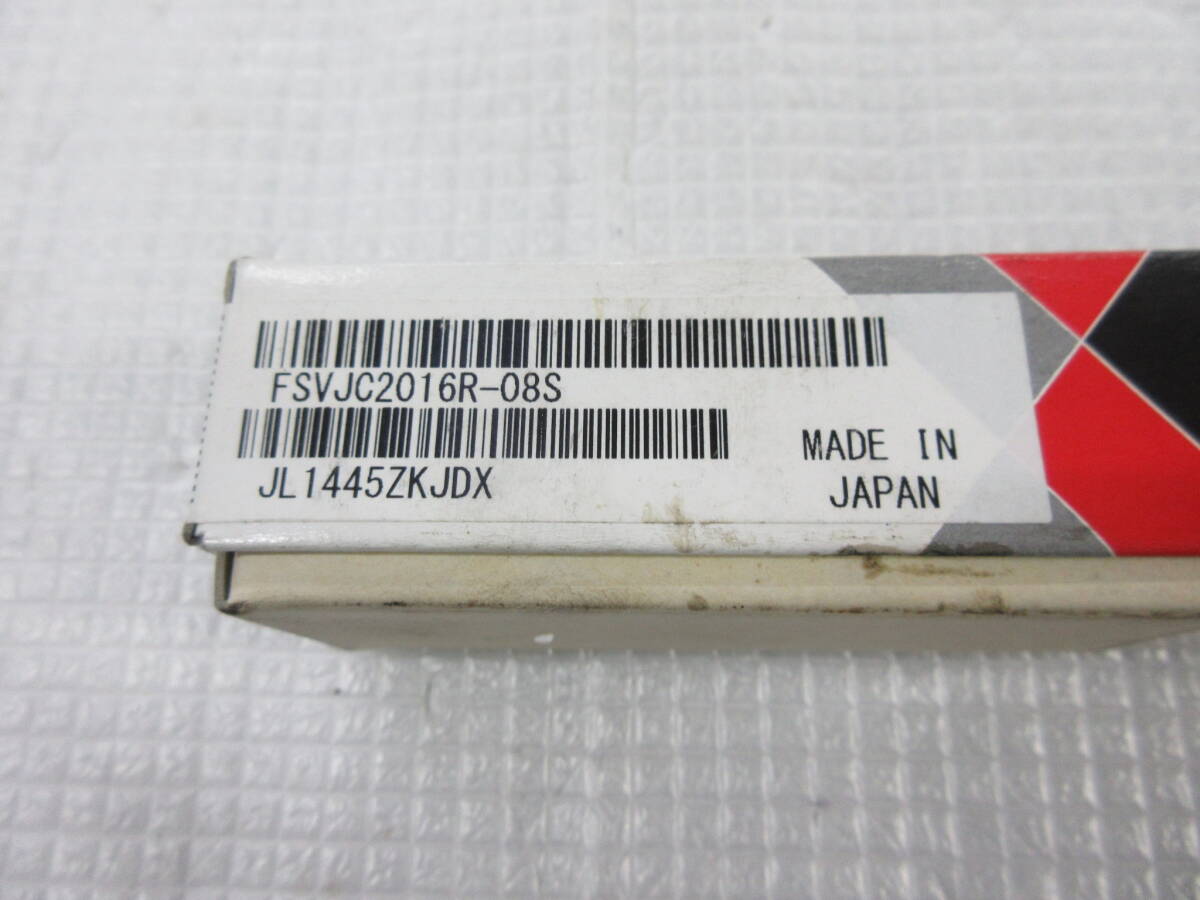 FSVJC2016R-08S
JL1445ZKJDX
MADE IN
JAPAN